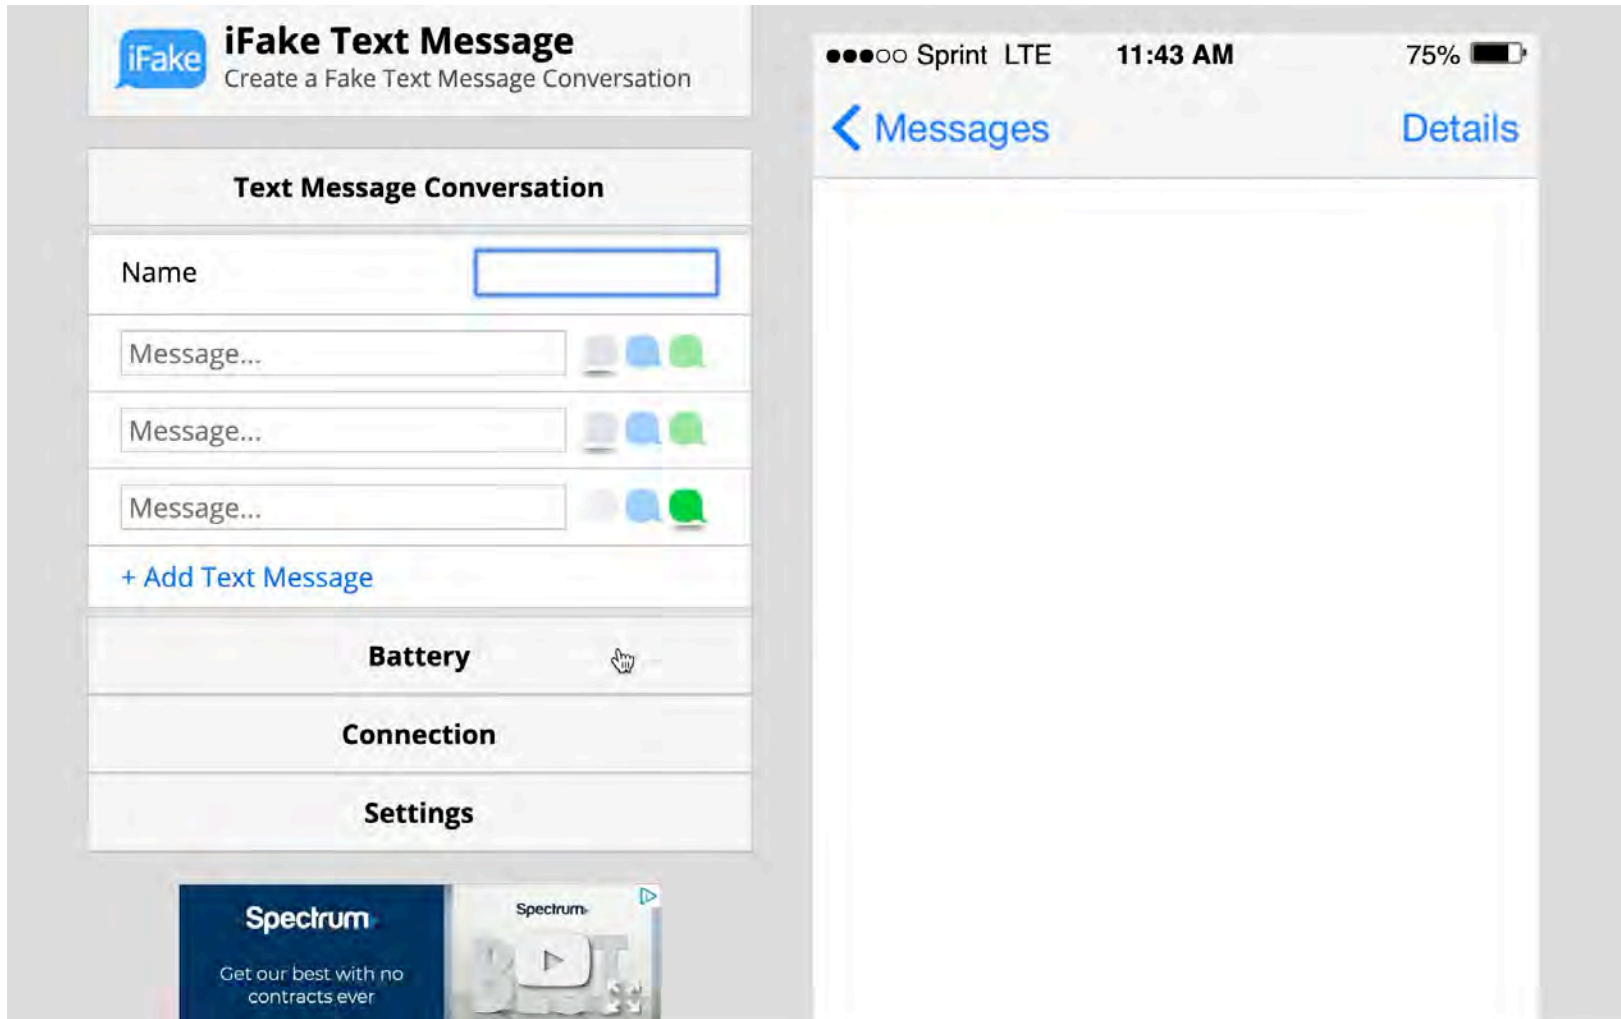 iFake
iFake Text Message
Create a Fake Text Message Conversation
Text Message Conversation
Name
Message...
Message...
Message...
+ Add Text Message
Battery
Connection
Settings
Spectrum
Get our best with no
contracts ever
Spectrum
Sprint LTE 11:43 AM 75%
Messages Details